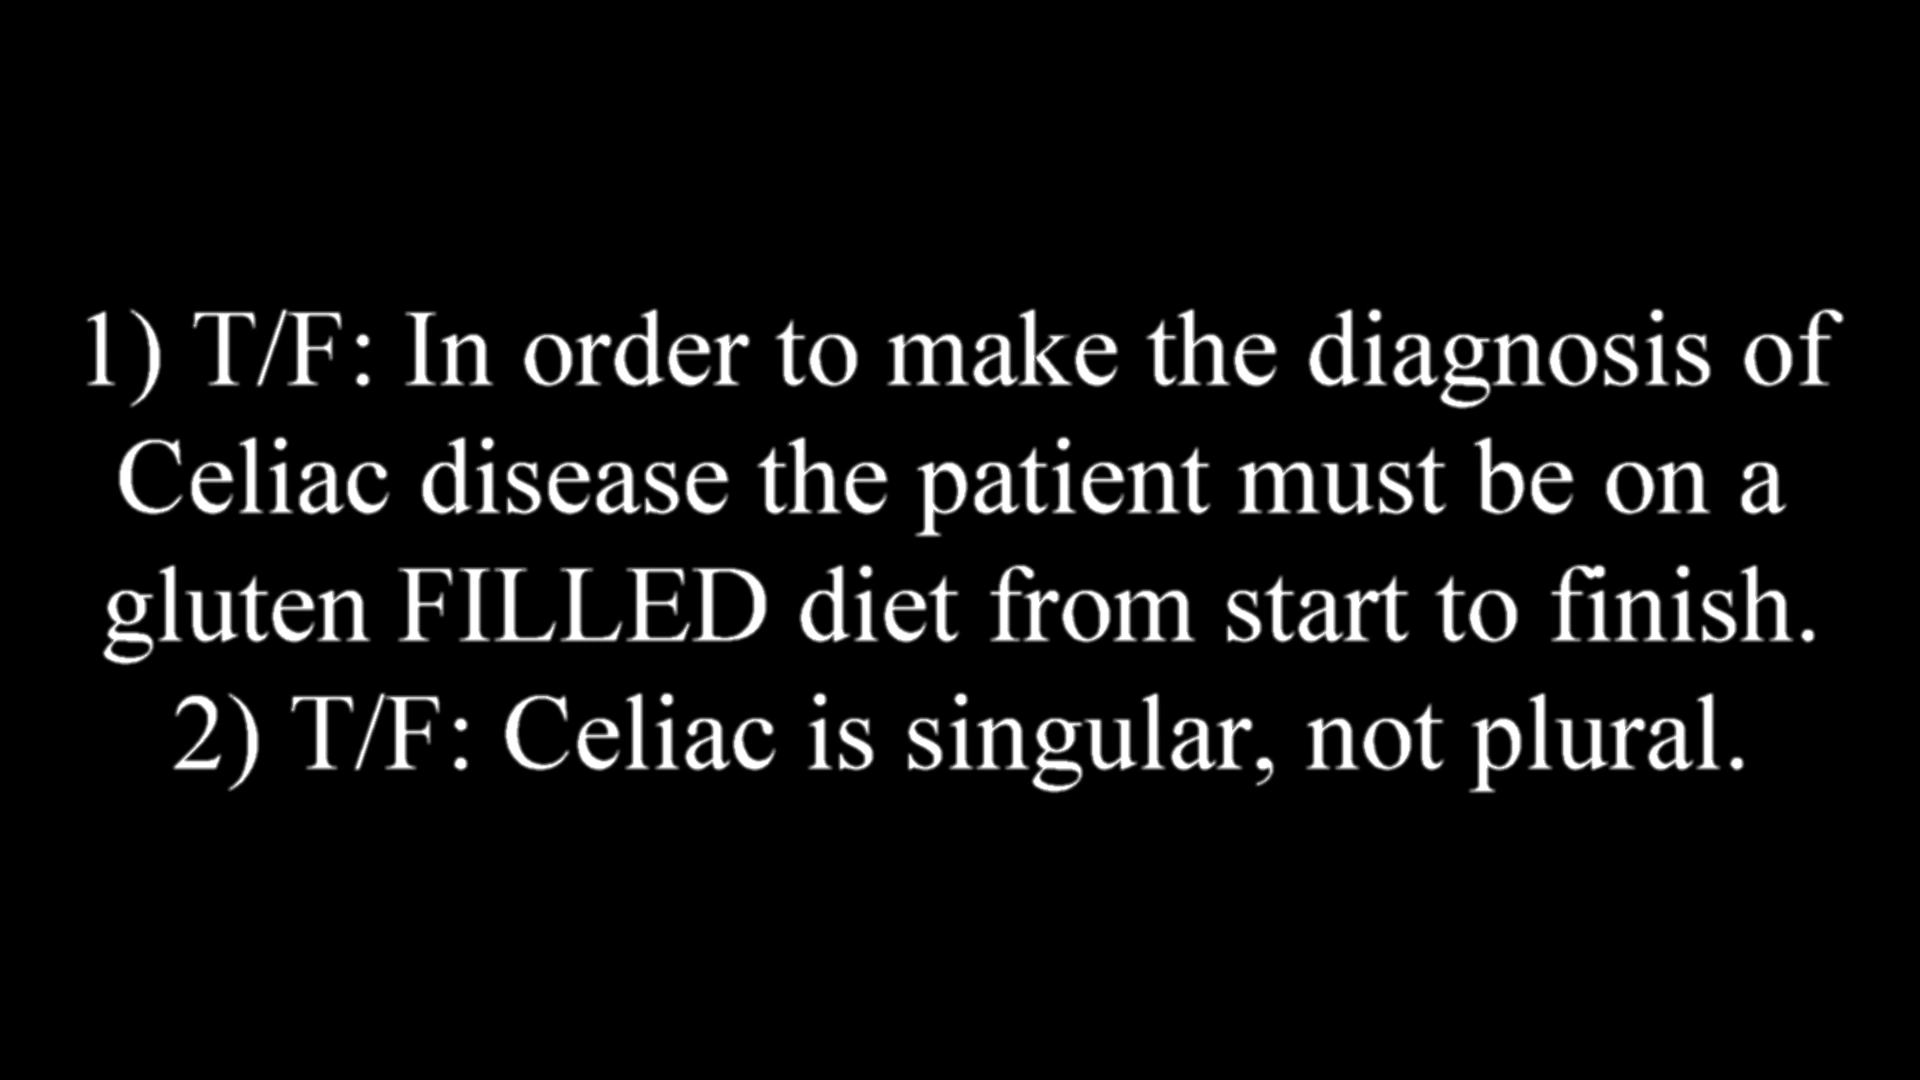 1) T/F: In order to make the diagnosis of
Celiac disease the patient must be on a
gluten FILLED diet from start to finish.
2) T/F: Celiac is singular, not plural.